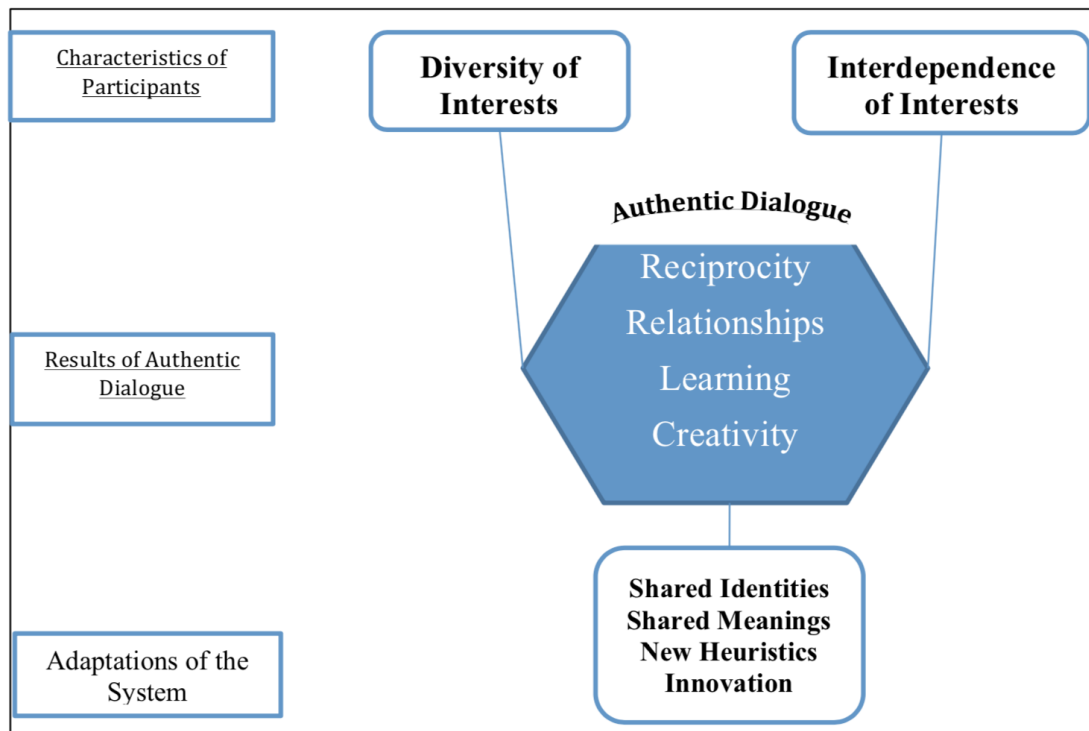 Characteristics of
Participants
Diversity of
Interests
Interdependence
of Interests
Authentic Dialogue
Reciprocity
Relationships
Learning
Creativity
Results of Authentic
Dialogue
Shared Identities
Shared Meanings
New Heuristics
Innovation
Adaptations of the
System